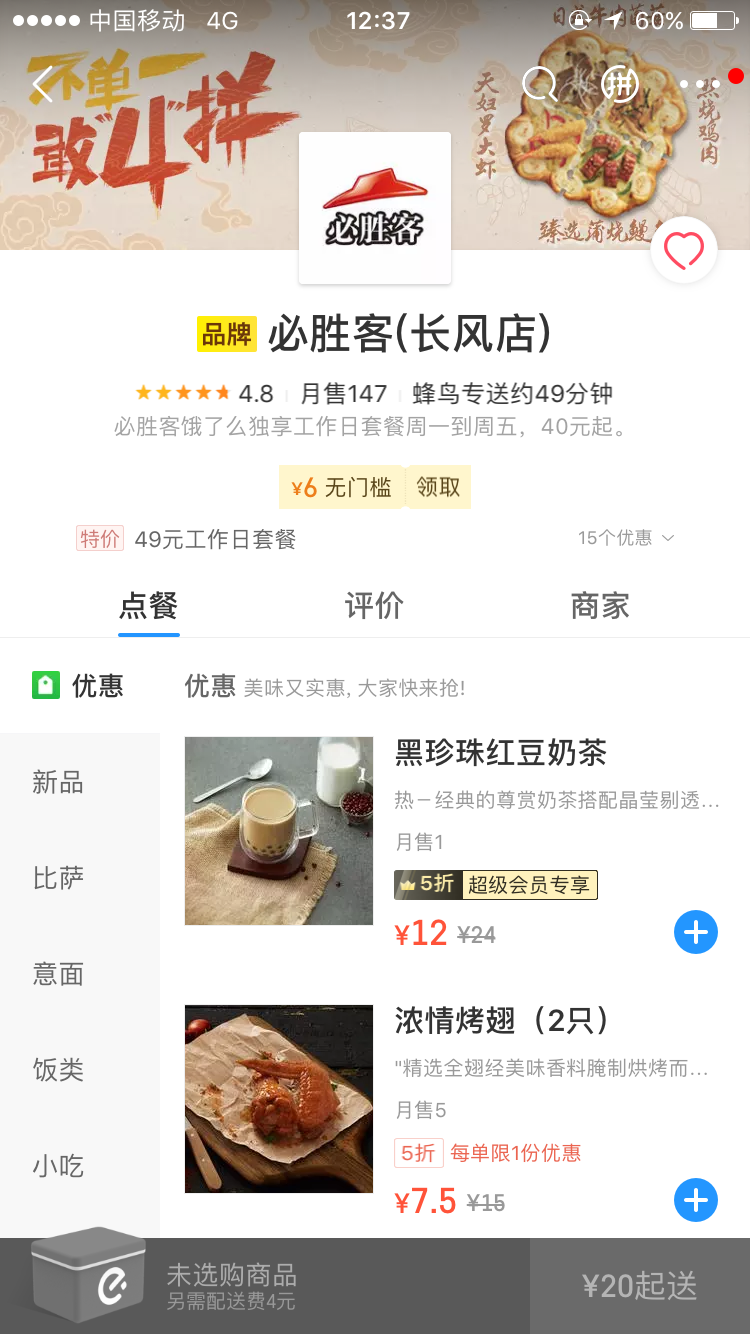 中国移动 4G 12:37 60%
不单一
敢“4”拼
天妇罗大虾
臻选蒲烧鳗
拼
必胜客
品牌 必胜客(长风店)
4.8 月售147 蜂鸟专送约49分钟
必胜客饿了么独享工作日套餐周一到周五，40元起。
¥6 无门槛 领取
特价 49元工作日套餐 15个优惠
点餐 评价 商家
优惠
新品
比萨
意面
饭类
小吃
优惠 美味又实惠, 大家快来抢!
黑珍珠红豆奶茶
热－经典的尊赏奶茶搭配晶莹剔透...
月售1
5折 超级会员专享
¥12 ¥24
浓情烤翅（2只）
"精选全翅经美味香料腌制烘烤而...
月售5
5折 每单限1份优惠
¥7.5 ¥15
未选购商品
另需配送费4元
¥20起送